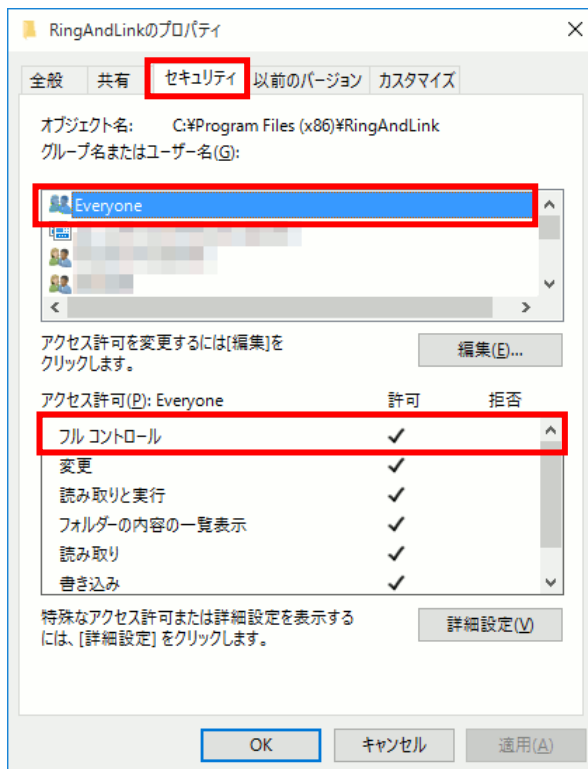 RingAndLinkのプロパティ
全般 共有 セキュリティ 以前のバージョン カスタマイズ
オブジェクト名: C:¥Program Files (x86)¥RingAndLink
グループ名またはユーザー名(G):
Everyone
アクセス許可を変更するには[編集]を
クリックします。
編集(E)...
アクセス許可(P): Everyone 許可 拒否
フル コントロール
変更
読み取りと実行
フォルダーの内容の一覧表示
読み取り
書き込み
特殊なアクセス許可または詳細設定を表示する
には、[詳細設定] をクリックします。
詳細設定(V)
OK キャンセル 適用(A)